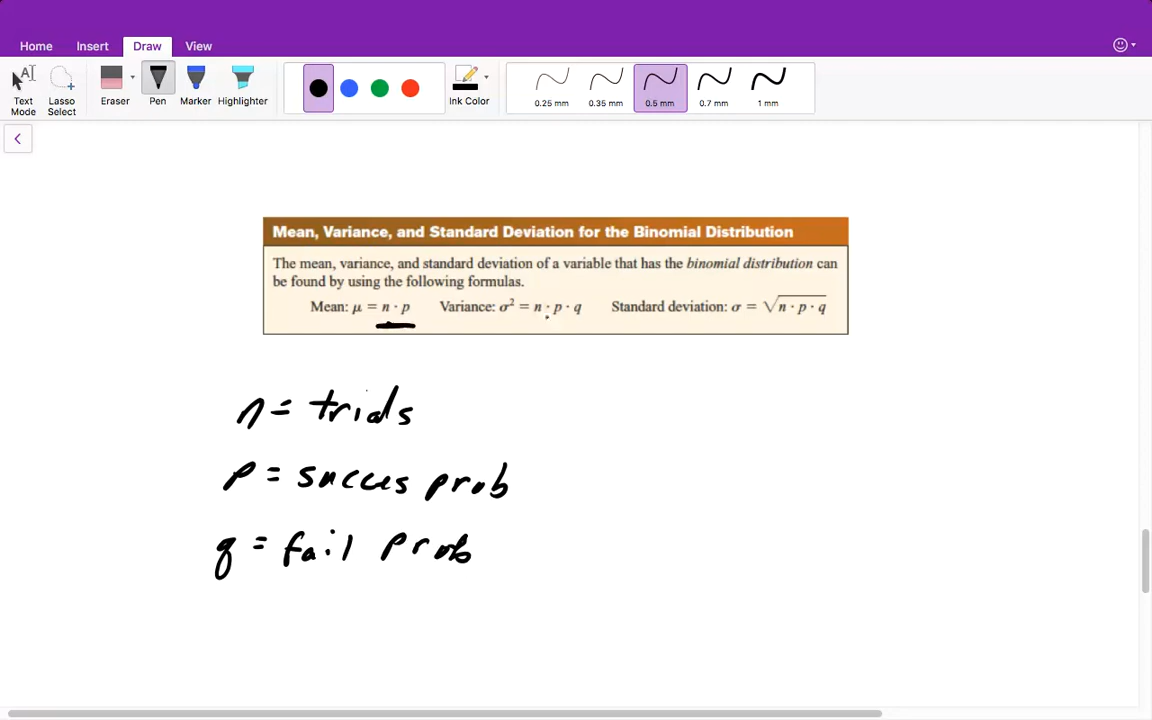 Home Insert Draw View
Text Mode Lasso Select Eraser Pen Marker Highlighter Ink Color 0.25 mm 0.35 mm 0.5 mm 0.7 mm 1 mm
Mean, Variance, and Standard Deviation for the Binomial Distribution
The mean, variance, and standard deviation of a variable that has the binomial distribution can
be found by using the following formulas.
Mean: μ = n · p Variance: σ² = n · p · q Standard deviation: σ = √n · p · q
n = trials
p = succes prob
q = fail prob